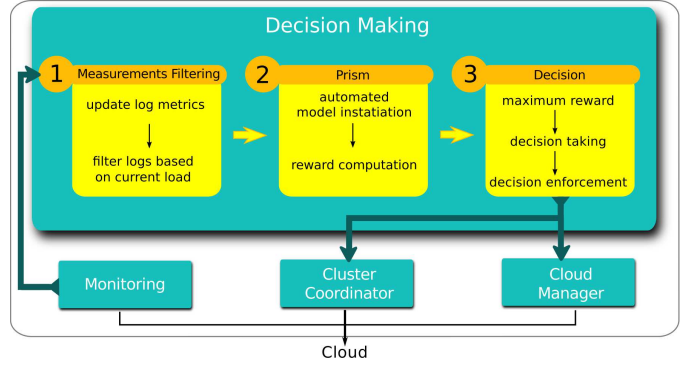 Decision Making
1 Measurements Filtering
update log metrics
filter logs based
on current load
2 Prism
automated
model instatiation
reward computation
3 Decision
maximum reward
decision taking
decision enforcement
Monitoring
Cluster
Coordinator
Cloud
Manager
Cloud